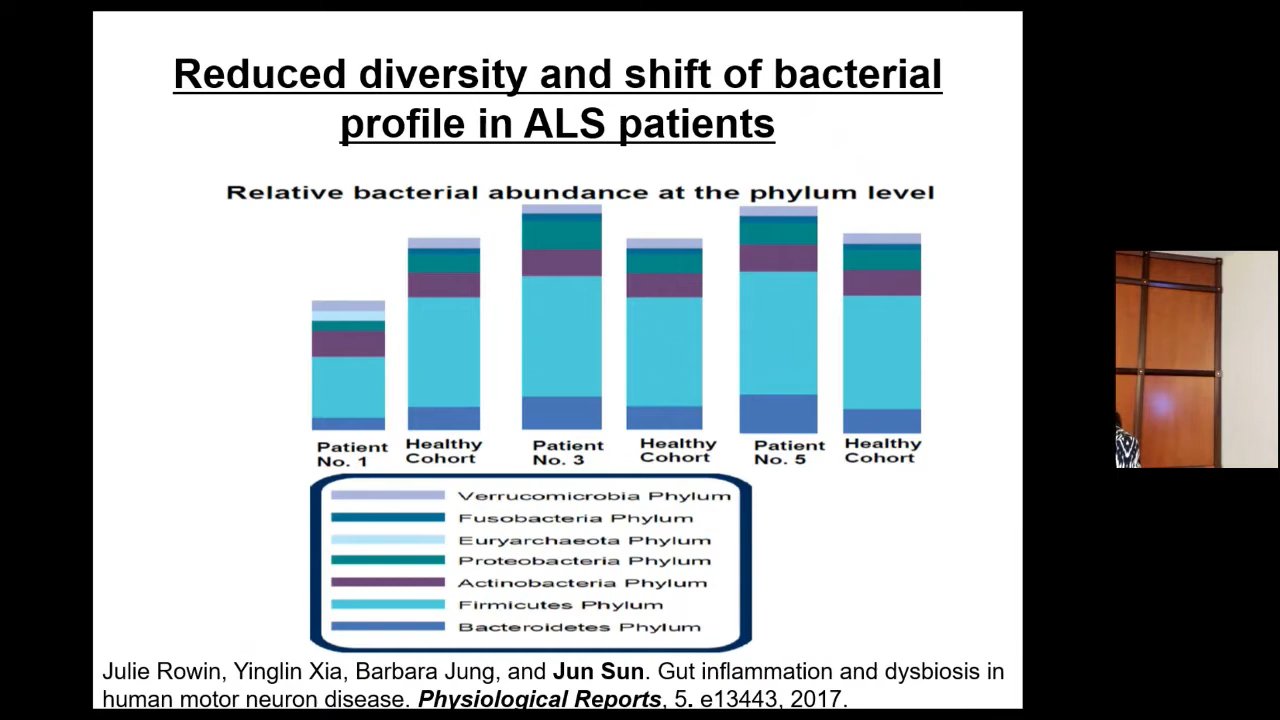 Reduced diversity and shift of bacterial
profile in ALS patients
Relative bacterial abundance at the phylum level
Patient No. 1
Healthy Cohort
Patient No. 3
Healthy Cohort
Patient No. 5
Healthy Cohort
Verrucomicrobia Phylum
Fusobacteria Phylum
Euryarchaeota Phylum
Proteobacteria Phylum
Actinobacteria Phylum
Firmicutes Phylum
Bacteroidetes Phylum
Julie Rowin, Yinglin Xia, Barbara Jung, and Jun Sun. Gut inflammation and dysbiosis in
human motor neuron disease. Physiological Reports, 5. e13443, 2017.